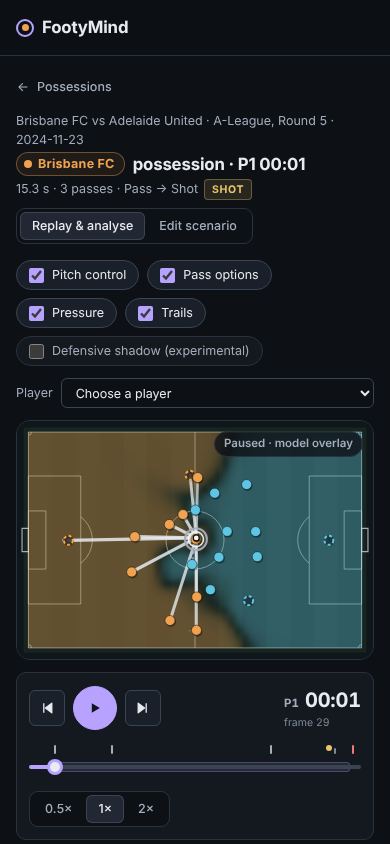 FootyMind
← Possessions
Brisbane FC vs Adelaide United · A-League, Round 5 ·
2024-11-23
Brisbane FC possession · P1 00:01
15.3 s · 3 passes · Pass → Shot SHOT
Replay & analyse Edit scenario
Pitch control Pass options
Pressure Trails
Defensive shadow (experimental)
Player Choose a player
Paused · model overlay
P1 00:01
frame 29
0.5× 1× 2×